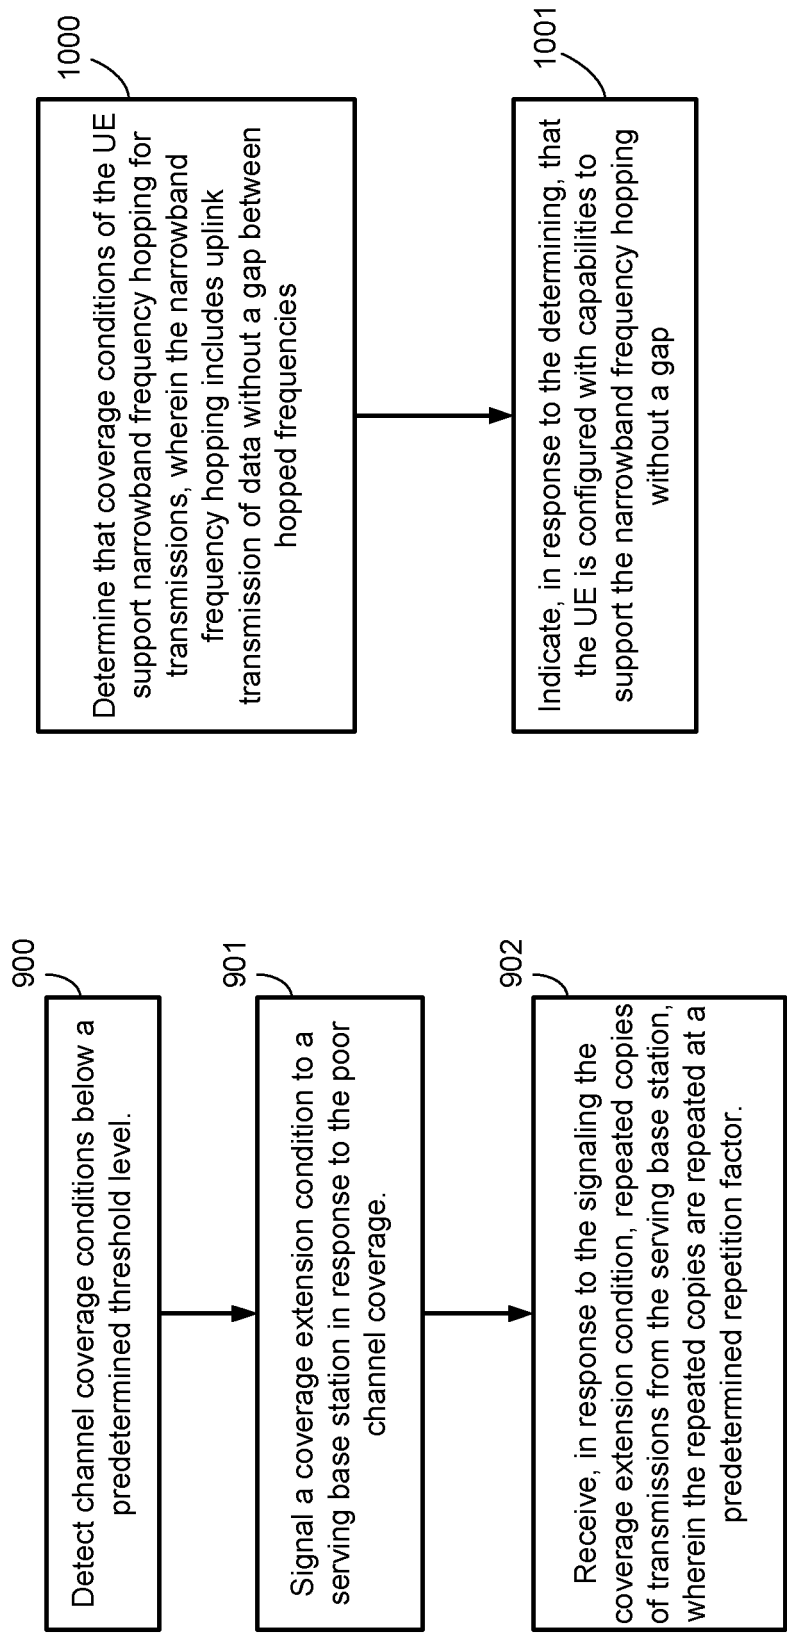 900
Detect channel coverage conditions below a
predetermined threshold level.
901
Signal a coverage extension condition to a
serving base station in response to the poor
channel coverage.
902
Receive, in response to the signaling the
coverage extension condition, repeated copies
of transmissions from the serving base station,
wherein the repeated copies are repeated at a
predetermined repetition factor.
1000
Determine that coverage conditions of the UE
support narrowband frequency hopping for
transmissions, wherein the narrowband
frequency hopping includes uplink
transmission of data without a gap between
hopped frequencies
1001
Indicate, in response to the determining, that
the UE is configured with capabilities to
support the narrowband frequency hopping
without a gap